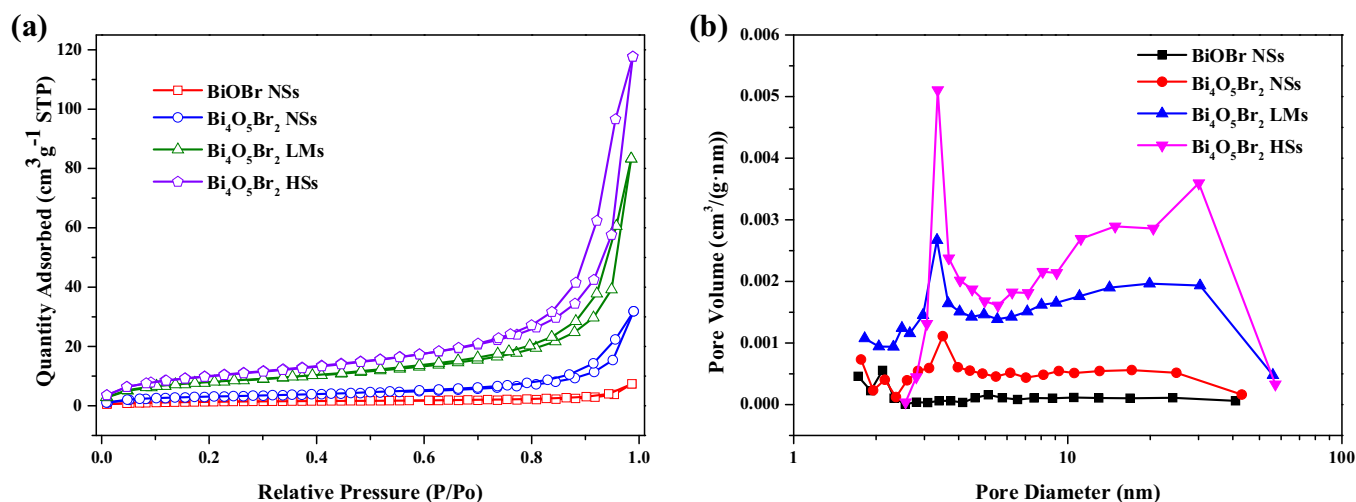 (a)
120
100
80
60
40
20
0
0.0 0.2 0.4 0.6 0.8 1.0
Quantity Adsorbed (cm³ g⁻¹ STP)
Relative Pressure (P/Po)
BiOBr NSs
Bi₄O₅Br₂ NSs
Bi₄O₅Br₂ LMs
Bi₄O₅Br₂ HSs
(b)
0.006
0.005
0.004
0.003
0.002
0.001
0.000
1 10 100
Pore Volume (cm³/(g·nm))
Pore Diameter (nm)
BiOBr NSs
Bi₄O₅Br₂ NSs
Bi₄O₅Br₂ LMs
Bi₄O₅Br₂ HSs